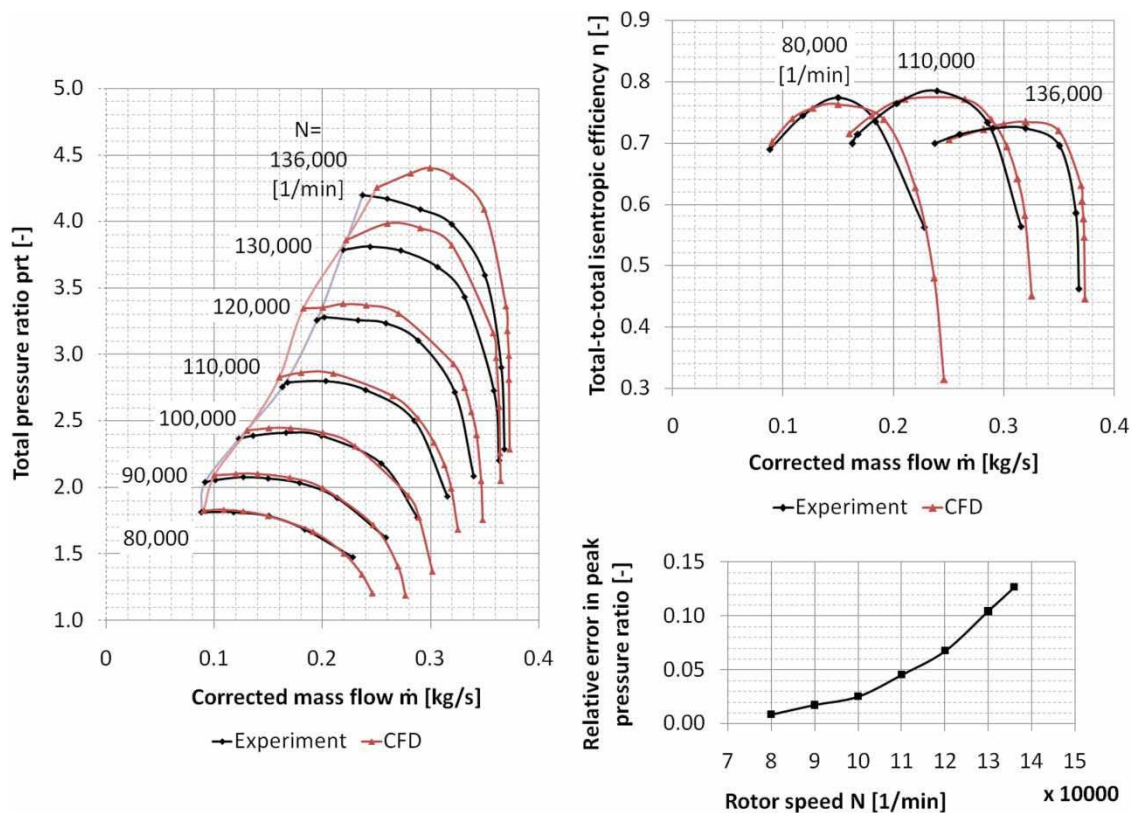 Total pressure ratio prt [-]
5.0
4.5
4.0
3.5
3.0
2.5
2.0
1.5
1.0
N=
136,000
[1/min]
130,000
120,000
110,000
100,000
90,000
80,000
0 0.1 0.2 0.3 0.4
Corrected mass flow ṁ [kg/s]
Experiment CFD
Total-to-total isentropic efficiency η [-]
0.9
0.8
0.7
0.6
0.5
0.4
0.3
80,000
[1/min]
110,000
136,000
0 0.1 0.2 0.3 0.4
Corrected mass flow ṁ [kg/s]
Experiment CFD
Relative error in peak
pressure ratio [-]
0.15
0.10
0.05
0.00
7 8 9 10 11 12 13 14 15
Rotor speed N [1/min]
x 10000